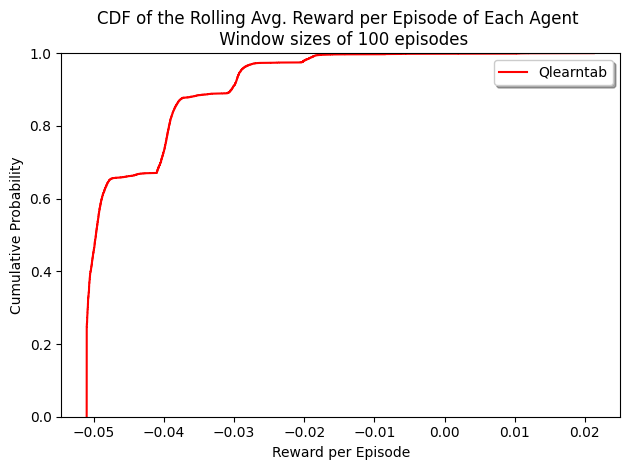 CDF of the Rolling Avg. Reward per Episode of Each Agent
Window sizes of 100 episodes
Qlearntab
1.0
0.8
0.6
0.4
0.2
0.0
Cumulative Probability
−0.05 −0.04 −0.03 −0.02 −0.01 0.00 0.01 0.02
Reward per Episode